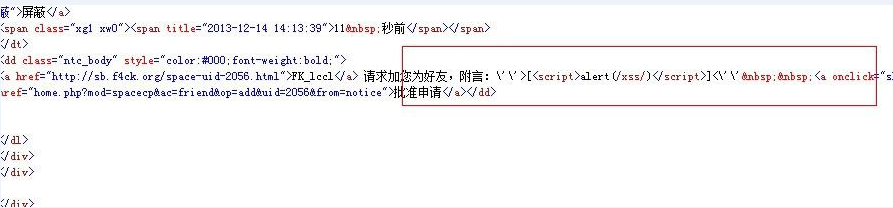 蔽">屏蔽</a>
<span class="xg1 xw0"><span title="2013-12-14 14:13:39">11&nbsp;秒前</span></span>
</dt>
<dd class="ntc_body" style="color:#000;font-weight:bold;">
<a href="http://sb.f4ck.org/space-uid-2056.html">FK_lccl</a> 请求加您为好友，附言：\'\'>[<script>alert(/xss/)</script>]<\'\'&nbsp;&nbsp;<a onclick="sh
href="home.php?mod=spacecp&ac=friend&op=add&uid=2056&from=notice">批准申请</a></dd>
</dl>
</div>
</div>
</div>